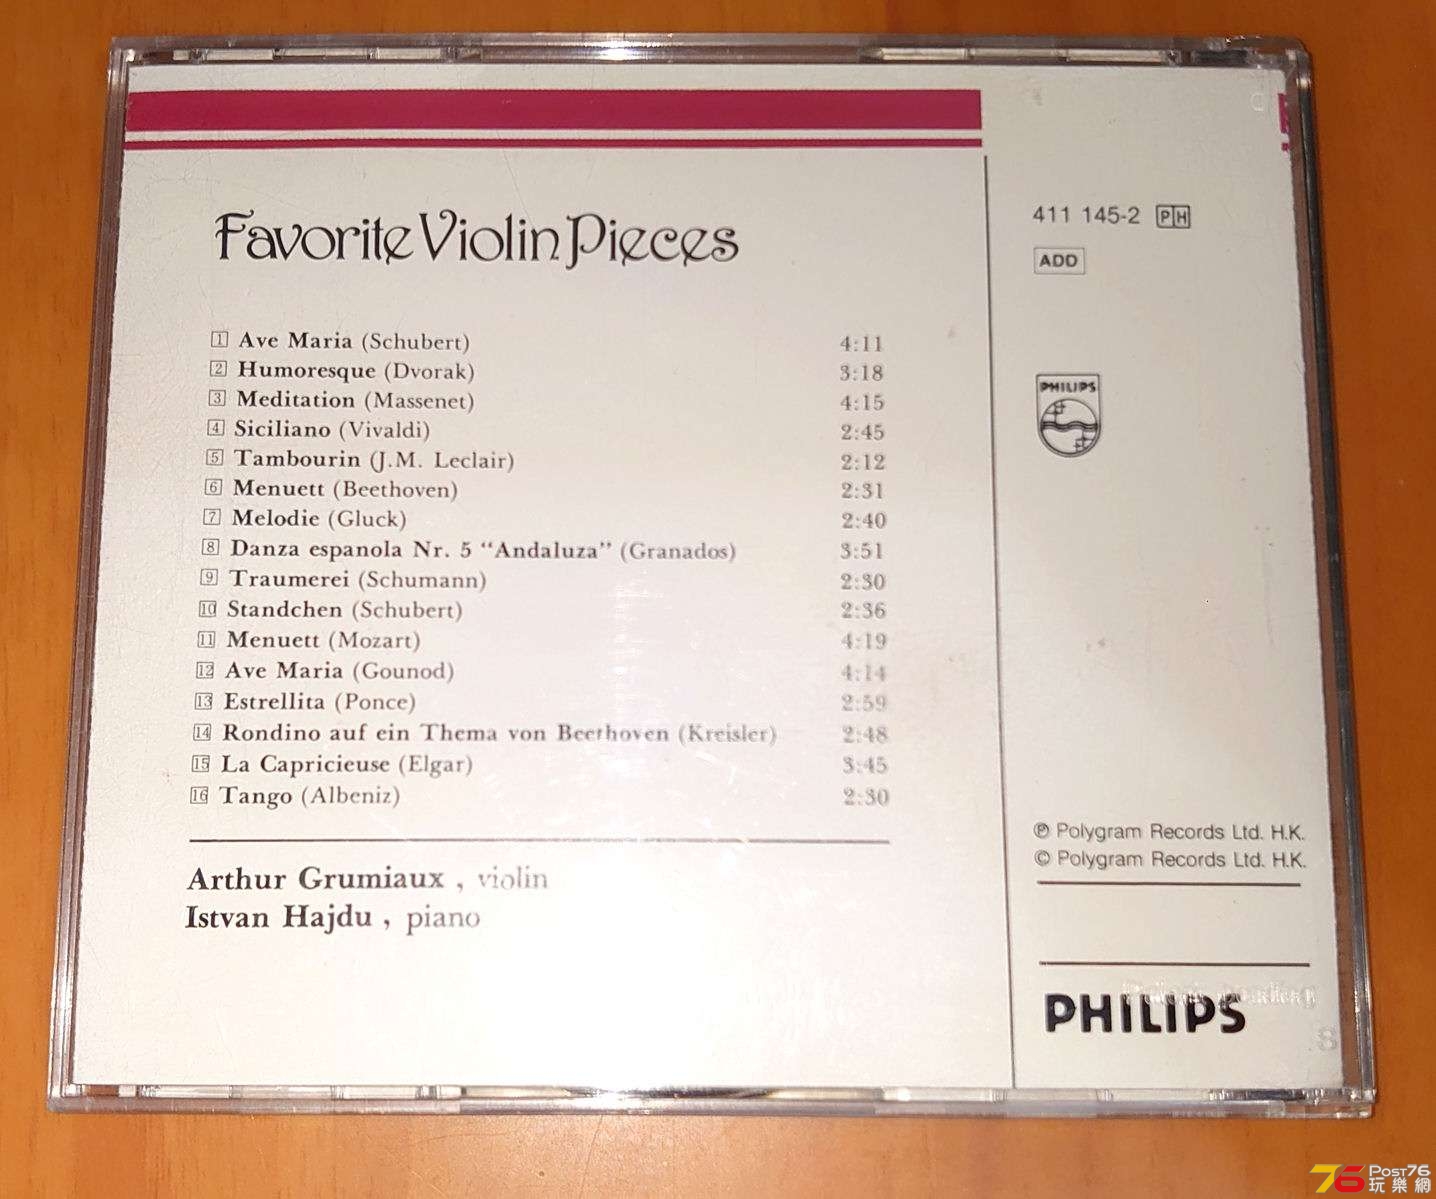 Favorite Violin Pieces
1 Ave Maria (Schubert) 4:11
2 Humoresque (Dvorak) 3:18
3 Meditation (Massenet) 4:15
4 Siciliano (Vivaldi) 2:45
5 Tambourin (J.M. Leclair) 2:12
6 Menuett (Beethoven) 2:31
7 Melodie (Gluck) 2:40
8 Danza espanola Nr. 5 “Andaluza” (Granados) 3:51
9 Traumerei (Schumann) 2:30
10 Standchen (Schubert) 2:36
11 Menuett (Mozart) 4:19
12 Ave Maria (Gounod) 4:14
13 Estrellita (Ponce) 2:59
14 Rondino auf ein Thema von Beethoven (Kreisler) 2:48
15 La Capricieuse (Elgar) 3:45
16 Tango (Albeniz) 2:30
Arthur Grumiaux , violin
Istvan Hajdu , piano
411 145-2 PH
ADD
PHILIPS
℗ Polygram Records Ltd. H.K.
© Polygram Records Ltd. H.K.
PHILIPS
8
76 POST76
玩樂網